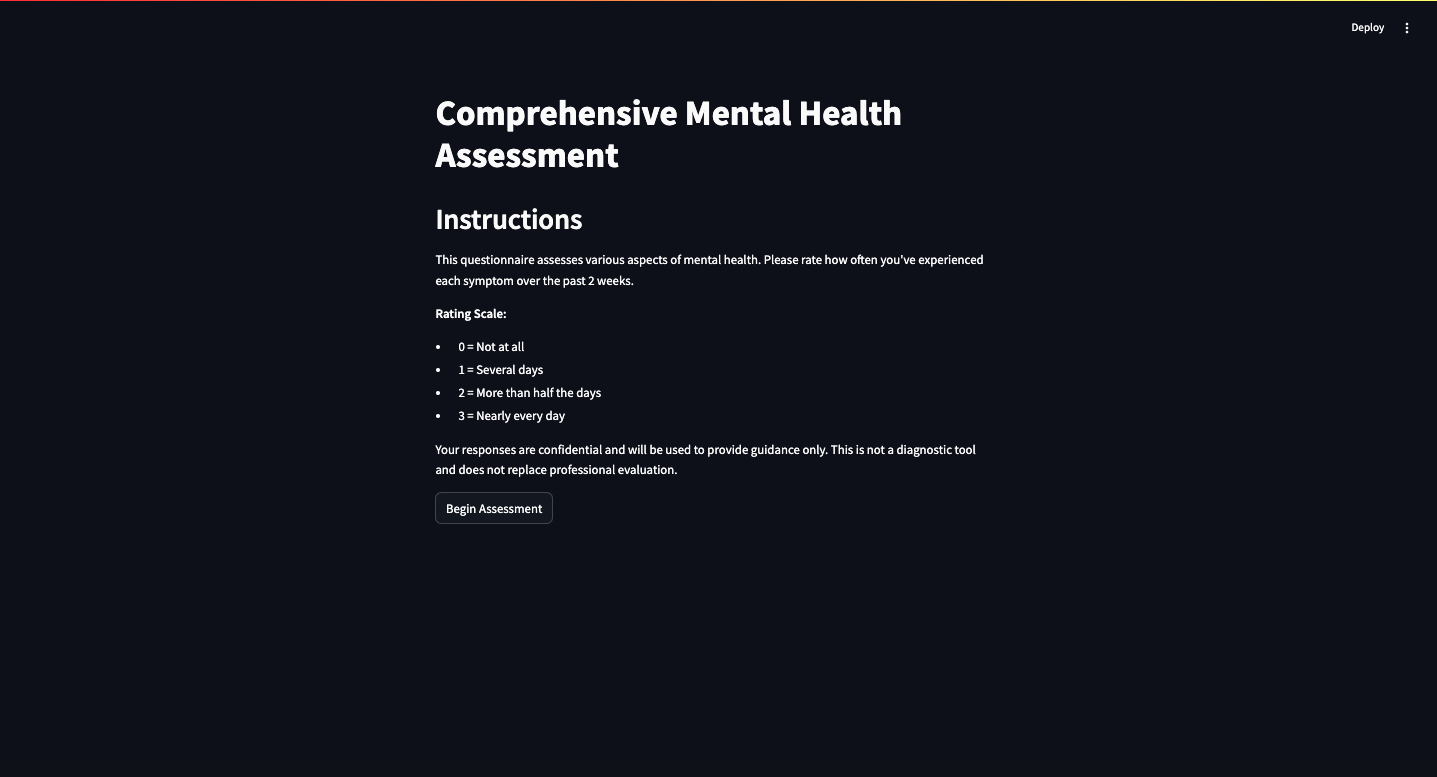 Deploy
Comprehensive Mental Health
Assessment
Instructions
This questionnaire assesses various aspects of mental health. Please rate how often you've experienced
each symptom over the past 2 weeks.
Rating Scale:
• 0 = Not at all
• 1 = Several days
• 2 = More than half the days
• 3 = Nearly every day
Your responses are confidential and will be used to provide guidance only. This is not a diagnostic tool
and does not replace professional evaluation.
Begin Assessment